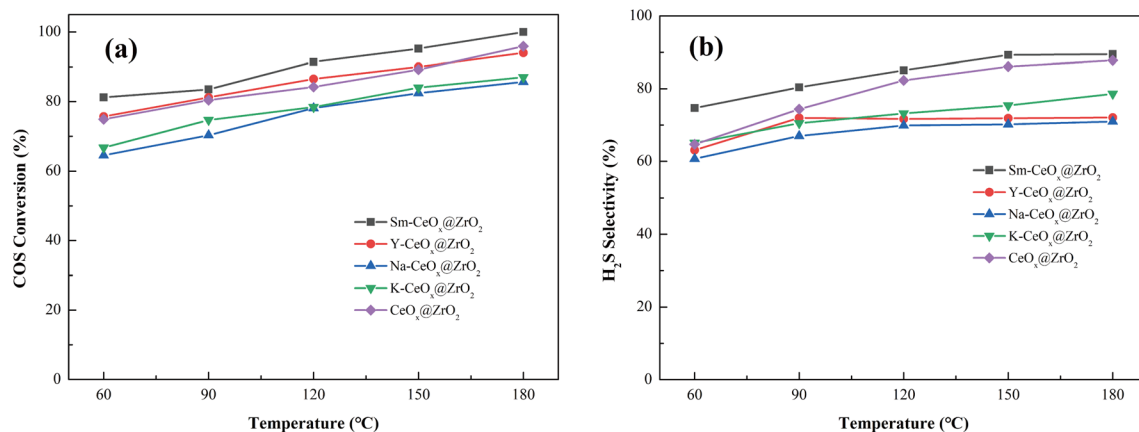 (a)
COS Conversion (%)
100
80
60
40
20
0
Sm-CeOₓ@ZrO₂
Y-CeOₓ@ZrO₂
Na-CeOₓ@ZrO₂
K-CeOₓ@ZrO₂
CeOₓ@ZrO₂
60 90 120 150 180
Temperature (℃)
(b)
H₂S Selectivity (%)
100
80
60
40
20
0
Sm-CeOₓ@ZrO₂
Y-CeOₓ@ZrO₂
Na-CeOₓ@ZrO₂
K-CeOₓ@ZrO₂
CeOₓ@ZrO₂
60 90 120 150 180
Temperature (℃)